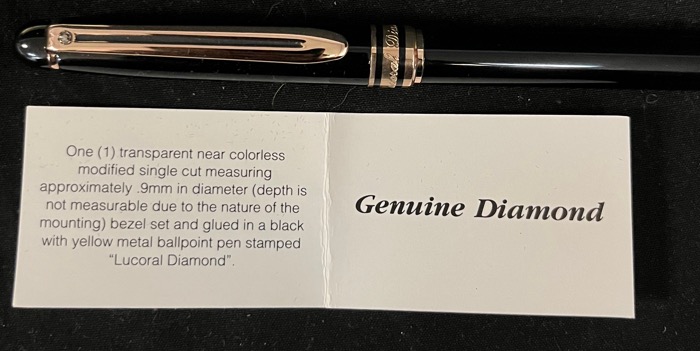 One (1) transparent near colorless
modified single cut measuring
approximately .9mm in diameter (depth is
not measurable due to the nature of the
mounting) bezel set and glued in a black
with yellow metal ballpoint pen stamped
"Lucoral Diamond".
Genuine Diamond